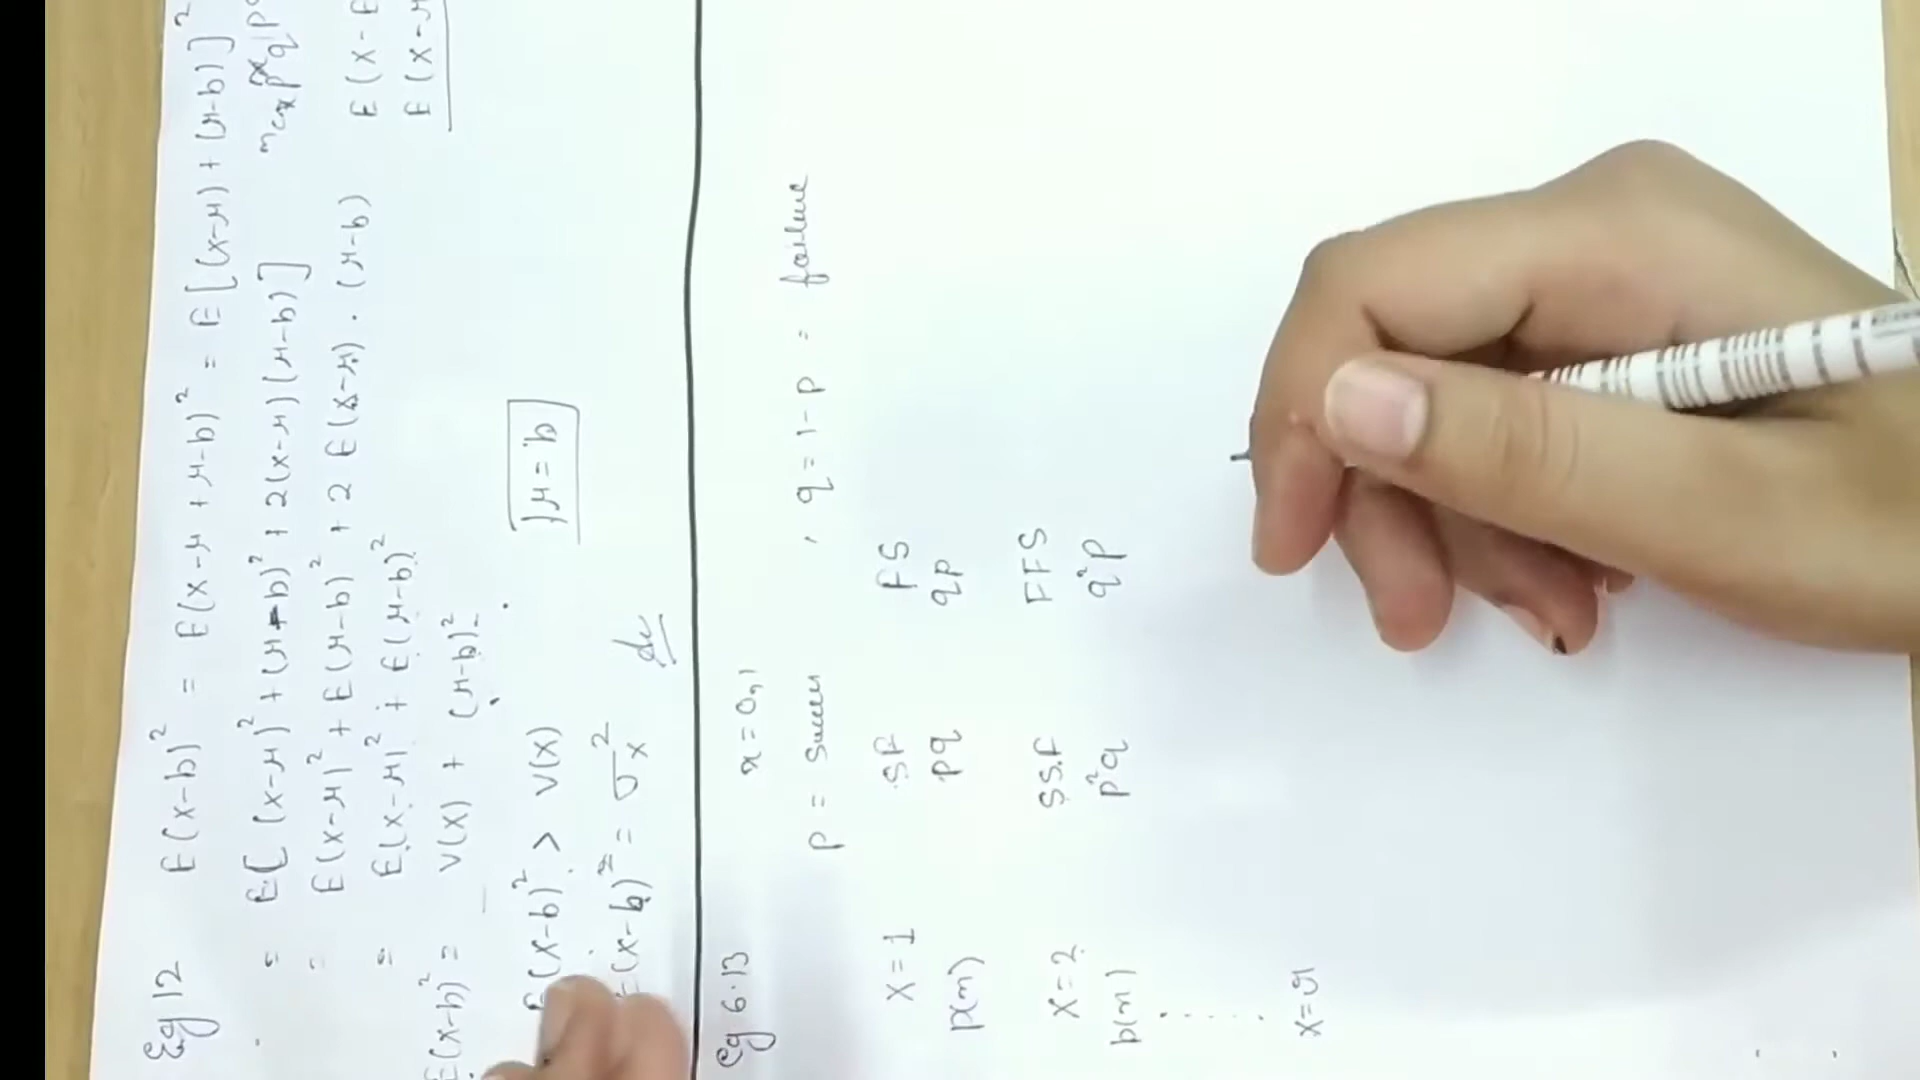 Eg 12 E(x-b)² = E(x-μ+μ-b)² = E[(x-μ)+(μ-b)]²
= E[(x-μ)²+(μ-b)²+2(x-μ)(μ-b)]
= E(x-μ)²+E(μ-b)²+2E(x-μ).(μ-b)
= E(x-μ)²+E(μ-b)²
E(x-b)² = V(x)+(μ-b)²
E(x-b)² > V(x)
μ=b
E(x-b)² = σx²
E(x-
E(x-μ
Eg 6.13 x=0,1
p = success , q=1-p = failure
X=1 SF FS
p(x) pq qp
X=2 SSF FFS
p(x) p²q q²p
X=r